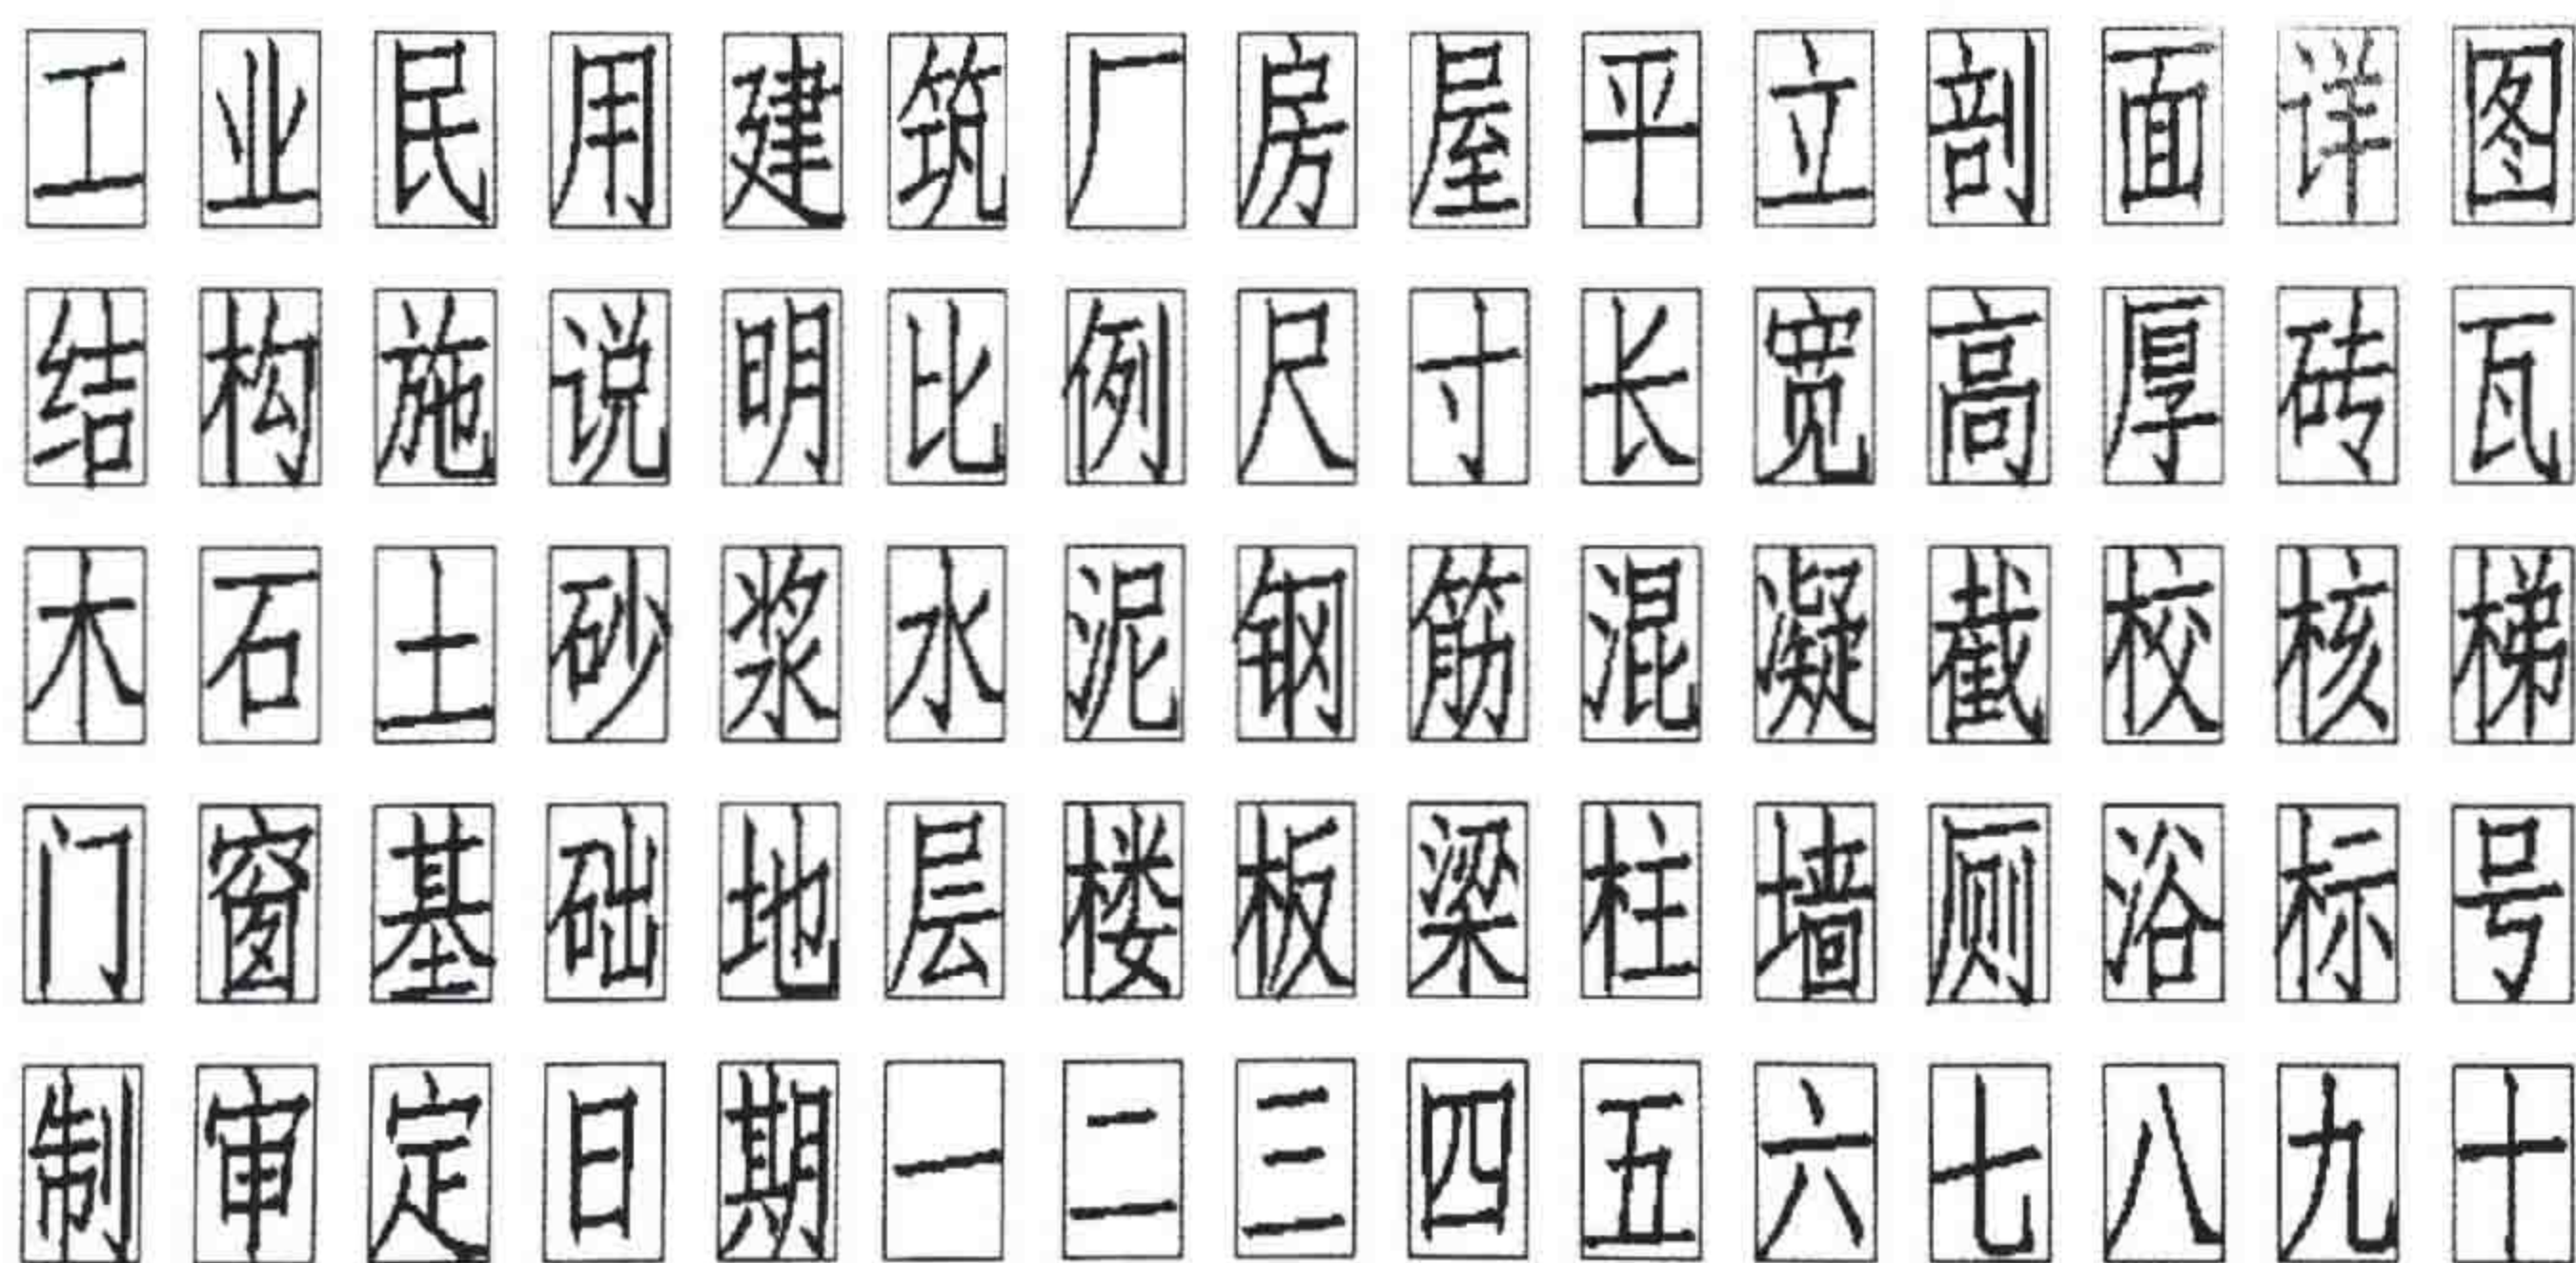 工业民用建筑厂房屋平立剖面详图
结构施说明比例尺寸长宽高厚砖瓦
木石土砂浆水泥钢筋混凝截校核梯
门窗基础地层楼板梁柱墙厕浴标号
制审定日期一二三四五六七八九十